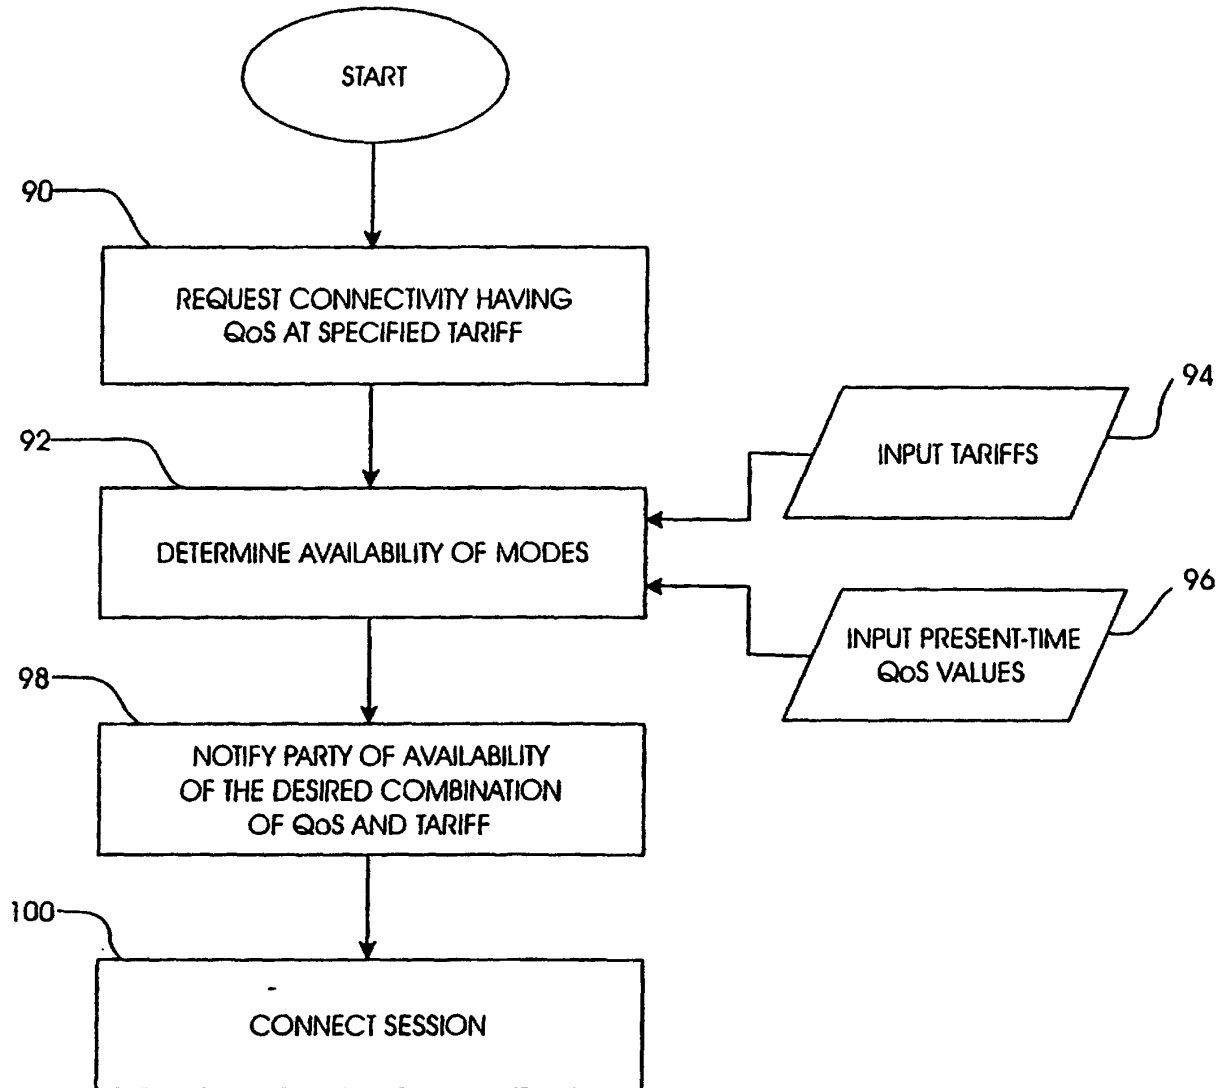 START
90
REQUEST CONNECTIVITY HAVING
QoS AT SPECIFIED TARIFF
94
92
INPUT TARIFFS
DETERMINE AVAILABILITY OF MODES
96
INPUT PRESENT-TIME
QoS VALUES
98
NOTIFY PARTY OF AVAILABILITY
OF THE DESIRED COMBINATION
OF QoS AND TARIFF
100
CONNECT SESSION